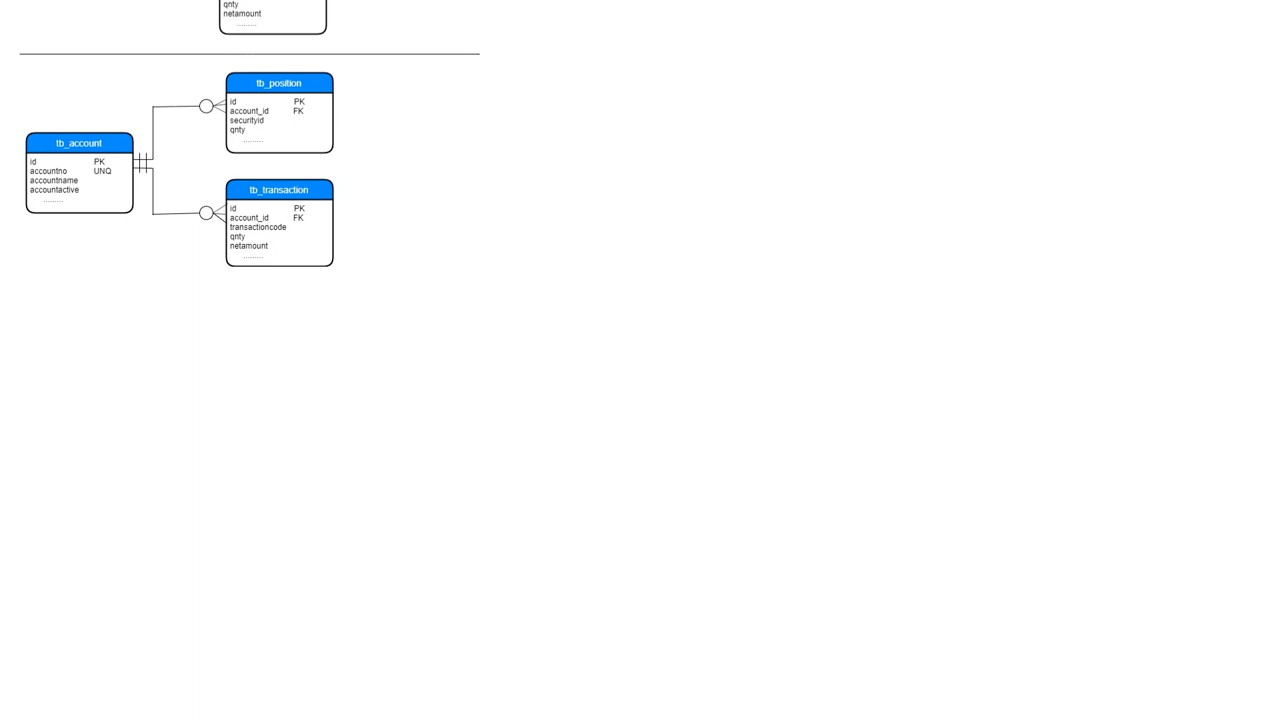 qnty
netamount
.........
tb_position
id PK
account_id FK
securityid
qnty
.........
tb_account
id PK
accountno UNQ
accountname
accountactive
.........
tb_transaction
id PK
account_id FK
transactioncode
qnty
netamount
.........